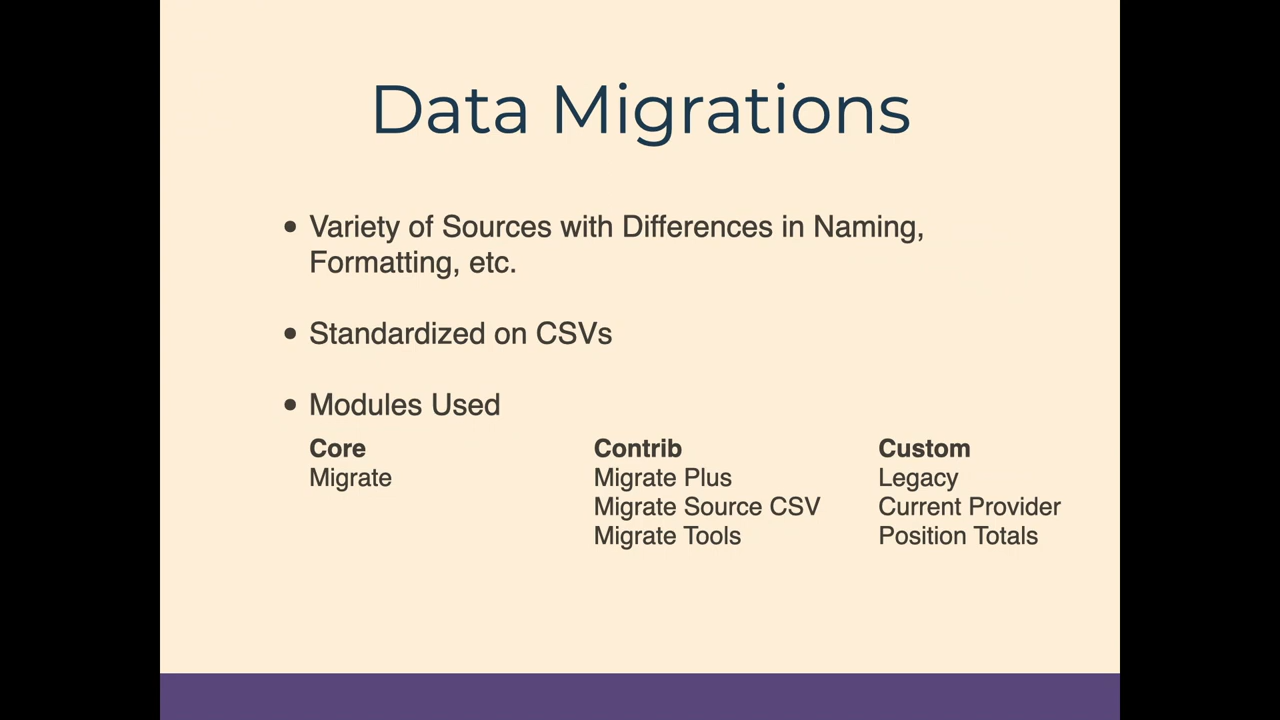 Data Migrations
• Variety of Sources with Differences in Naming,
Formatting, etc.
• Standardized on CSVs
• Modules Used
Core Contrib Custom
Migrate Migrate Plus Legacy
Migrate Source CSV Current Provider
Migrate Tools Position Totals